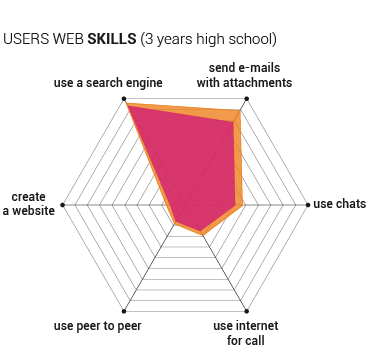 USERS WEB SKILLS (3 years high school)
send e-mails
with attachments
use a search engine
create
a website
use chats
use peer to peer
use internet
for call